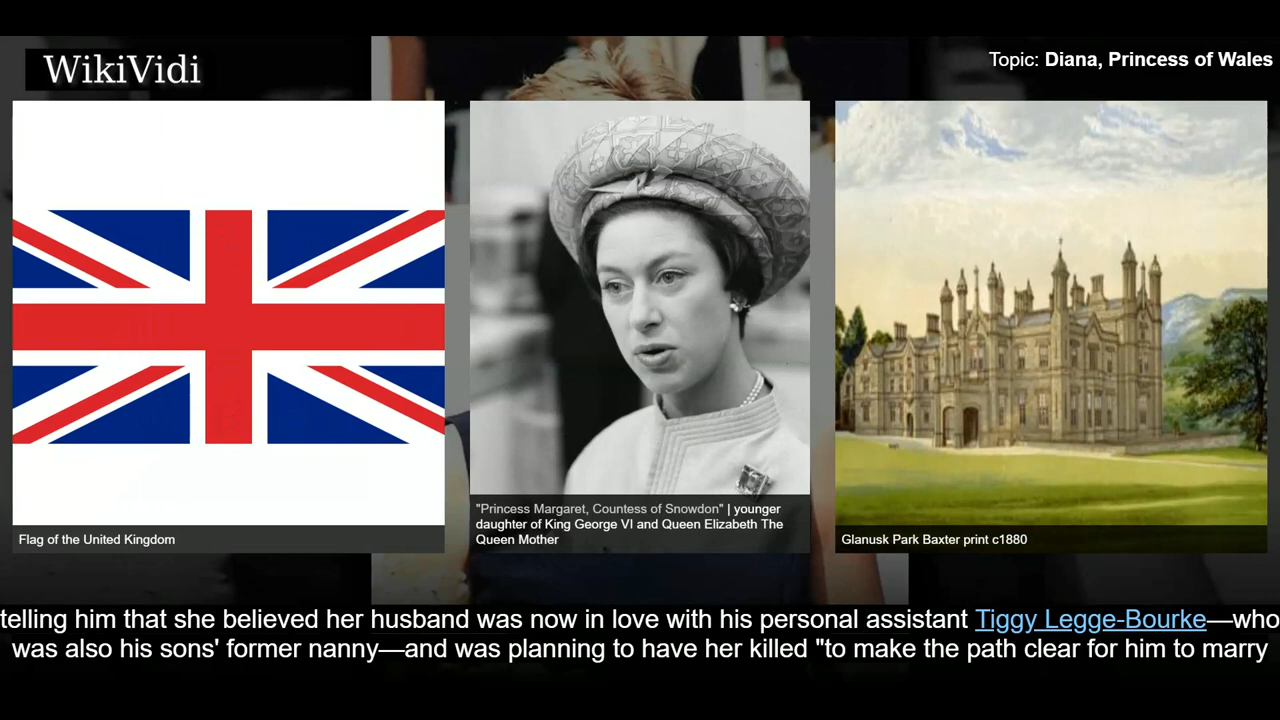 WikiVidi
Topic: Diana, Princess of Wales
Flag of the United Kingdom
"Princess Margaret, Countess of Snowdon" | younger
daughter of King George VI and Queen Elizabeth The
Queen Mother
Glanusk Park Baxter print c1880
telling him that she believed her husband was now in love with his personal assistant Tiggy Legge-Bourke—who
was also his sons' former nanny—and was planning to have her killed "to make the path clear for him to marry